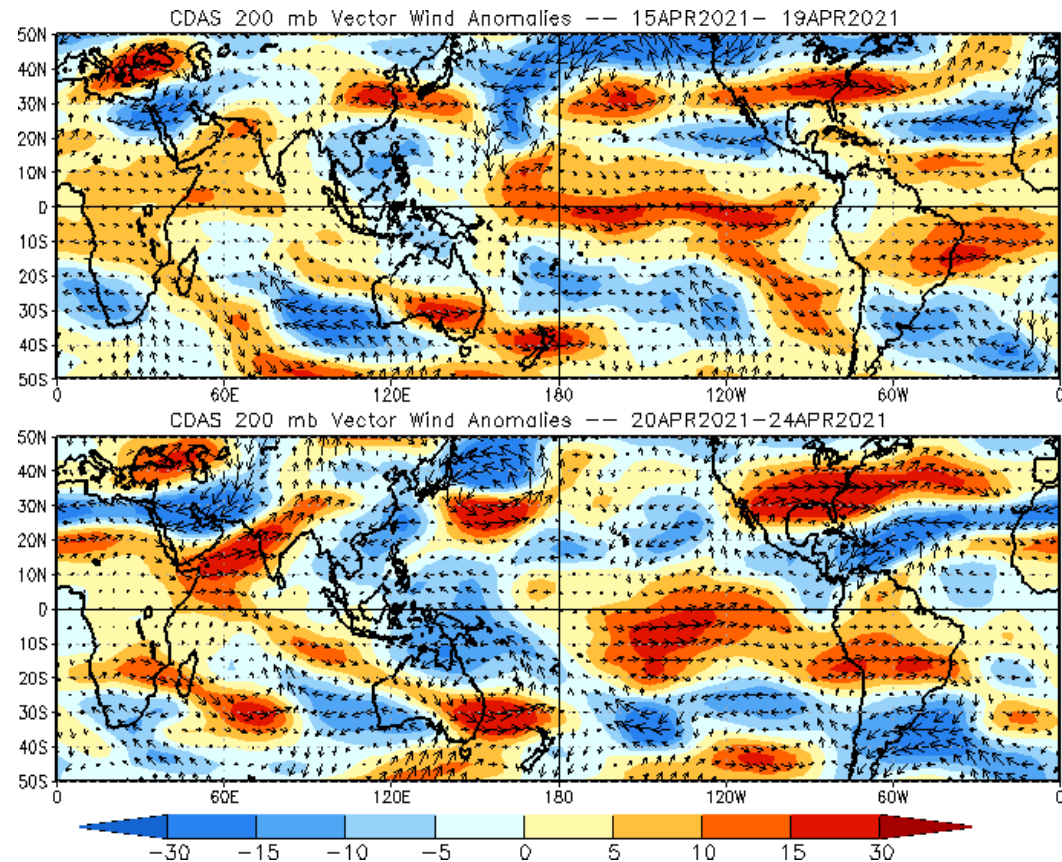 CDAS 200 mb Vector Wind Anomalies -- 15APR2021- 19APR2021
50N
40N
30N
20N
10N
0
10S
20S
30S
40S
50S
0 60E 120E 180 120W 60W 0
CDAS 200 mb Vector Wind Anomalies -- 20APR2021-24APR2021
50N
40N
30N
20N
10N
0
10S
20S
30S
40S
50S
0 60E 120E 180 120W 60W 0
-30 -15 -10 -5 0 5 10 15 30